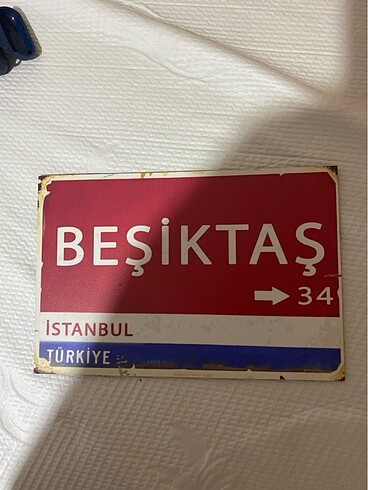 BEŞİKTAŞ
→ 34
İSTANBUL
TÜRKİYE